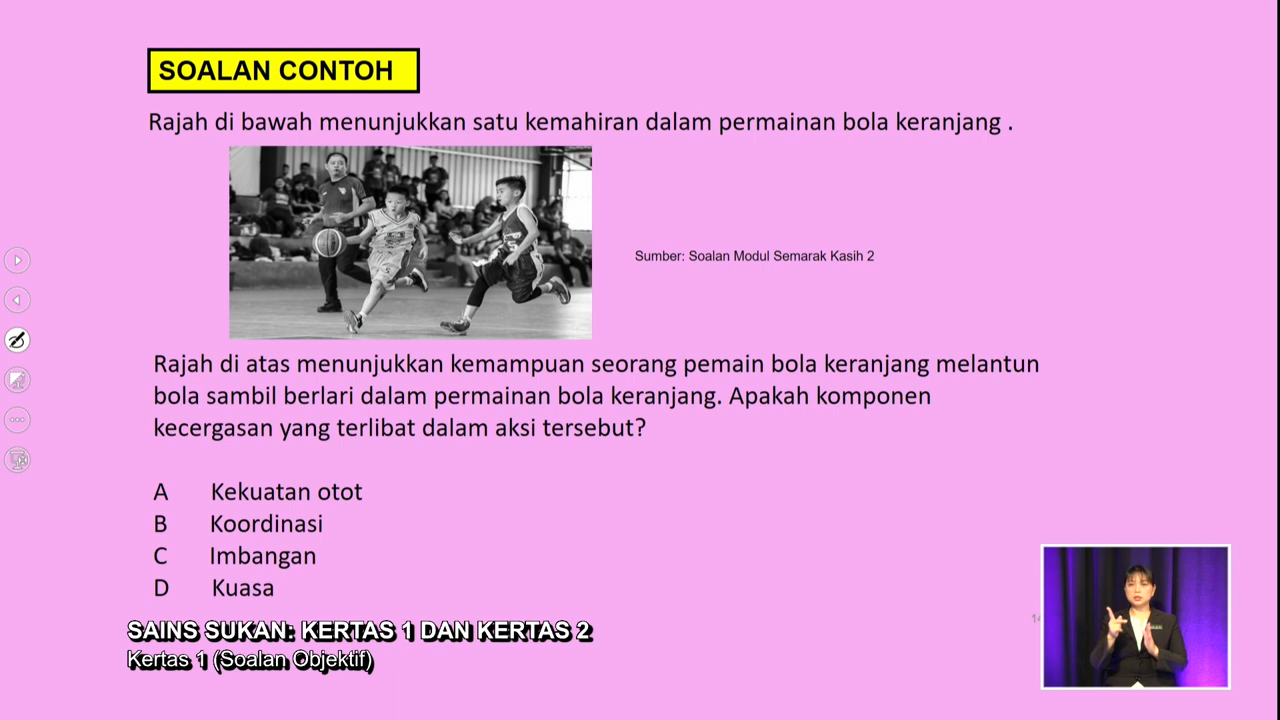 SOALAN CONTOH
Rajah di bawah menunjukkan satu kemahiran dalam permainan bola keranjang .
Sumber: Soalan Modul Semarak Kasih 2
Rajah di atas menunjukkan kemampuan seorang pemain bola keranjang melantun
bola sambil berlari dalam permainan bola keranjang. Apakah komponen
kecergasan yang terlibat dalam aksi tersebut?
A Kekuatan otot
B Koordinasi
C Imbangan
D Kuasa
SAINS SUKAN: KERTAS 1 DAN KERTAS 2
Kertas 1 (Soalan Objektif)